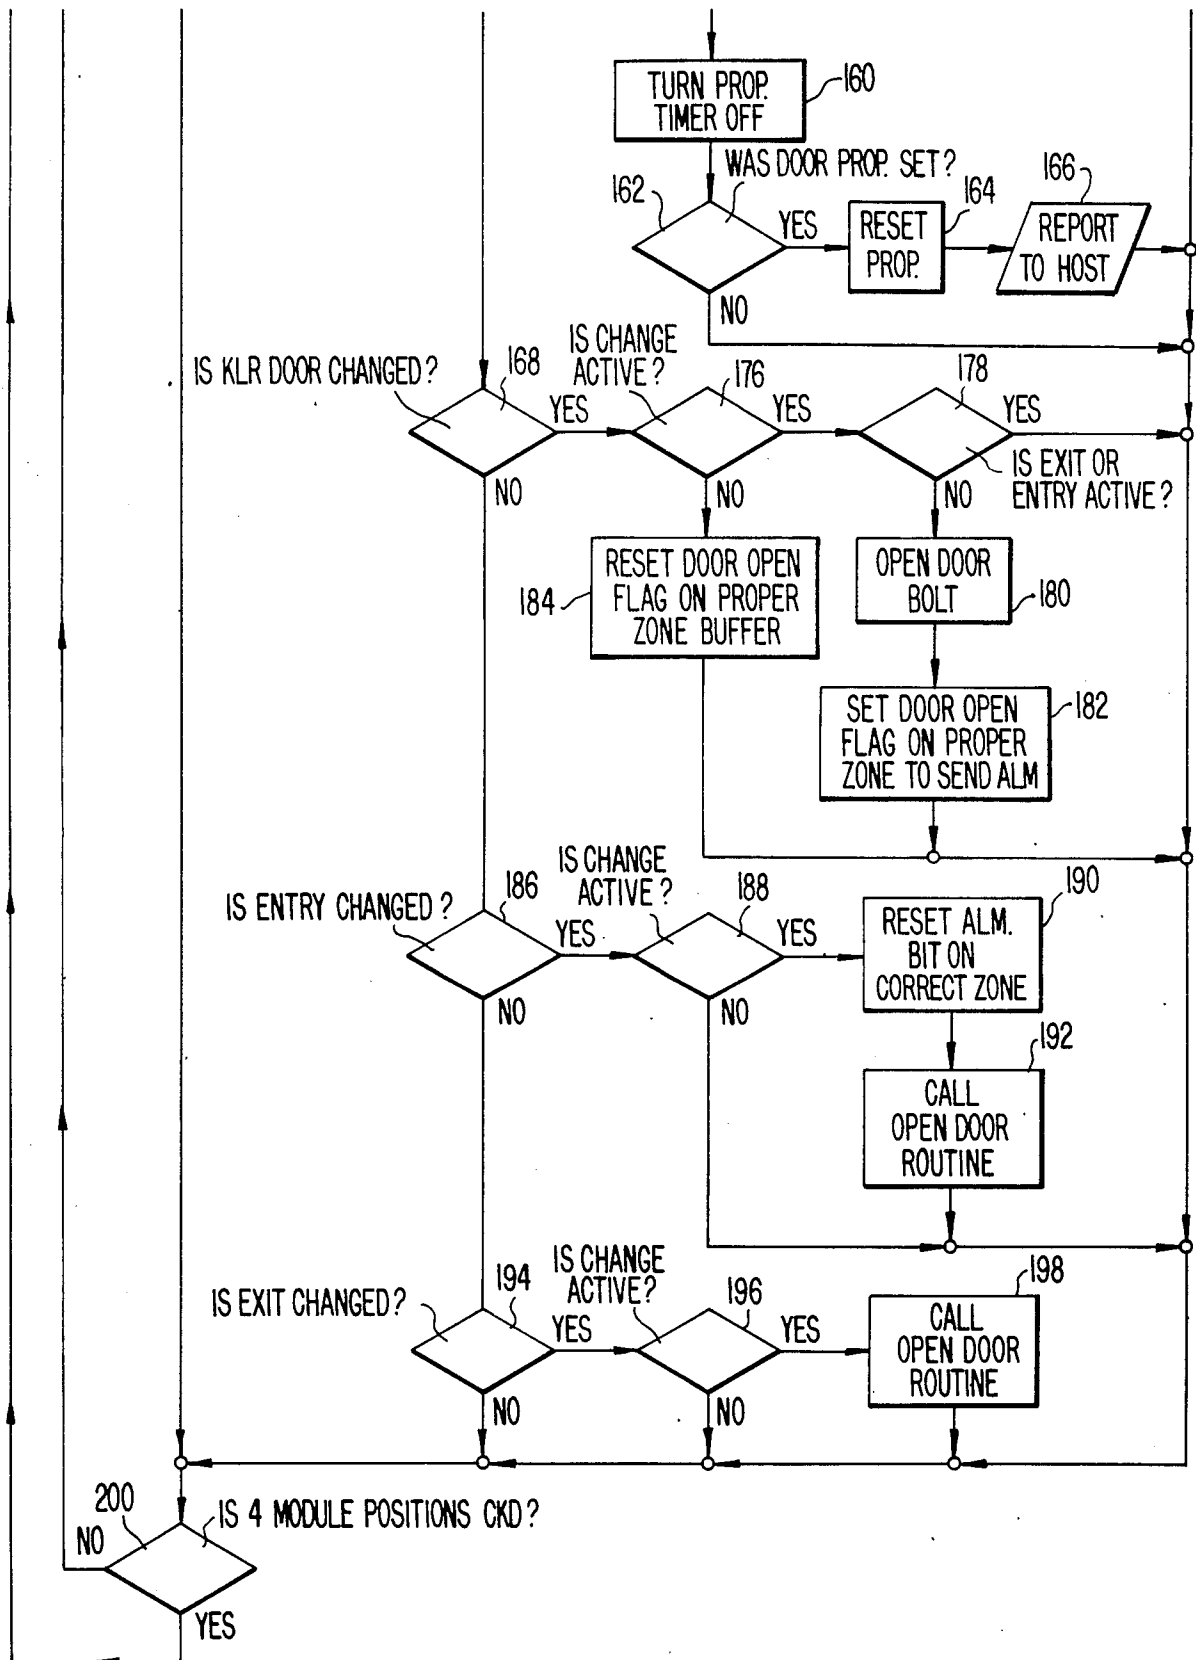 TURN PROP.
TIMER OFF
160
WAS DOOR PROP. SET?
162
YES
RESET
PROP.
164
REPORT
TO HOST
166
NO
IS KLR DOOR CHANGED?
168
YES
IS CHANGE
ACTIVE?
176
YES
178
YES
IS EXIT OR
ENTRY ACTIVE?
NO
NO
NO
RESET DOOR OPEN
FLAG ON PROPER
ZONE BUFFER
184
OPEN DOOR
BOLT
180
SET DOOR OPEN
FLAG ON PROPER
ZONE TO SEND ALM
182
IS ENTRY CHANGED?
186
YES
IS CHANGE
ACTIVE?
188
YES
RESET ALM.
BIT ON
CORRECT ZONE
190
NO
NO
192
CALL
OPEN DOOR
ROUTINE
IS EXIT CHANGED?
194
YES
IS CHANGE
ACTIVE?
196
YES
198
CALL
OPEN DOOR
ROUTINE
NO
NO
200
IS 4 MODULE POSITIONS CKD?
NO
YES